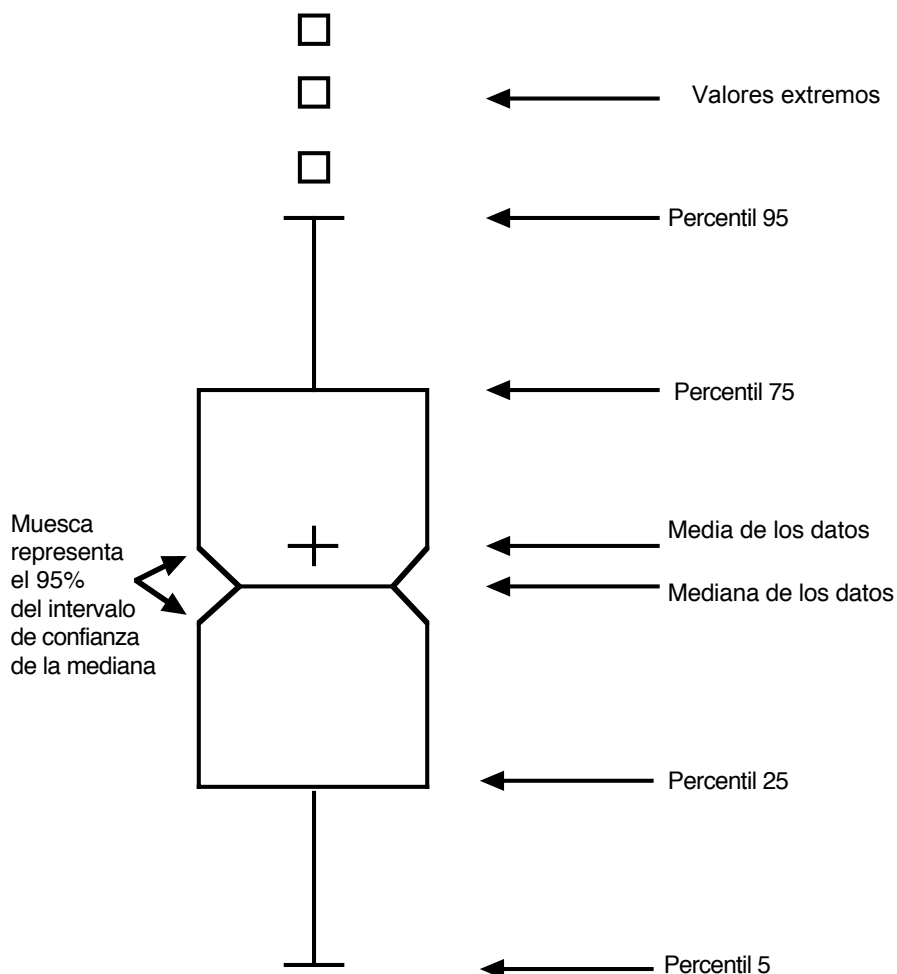 Valores extremos
Percentil 95
Percentil 75
Muesca
representa
el 95%
del intervalo
de confianza
de la mediana
Media de los datos
Mediana de los datos
Percentil 25
Percentil 5